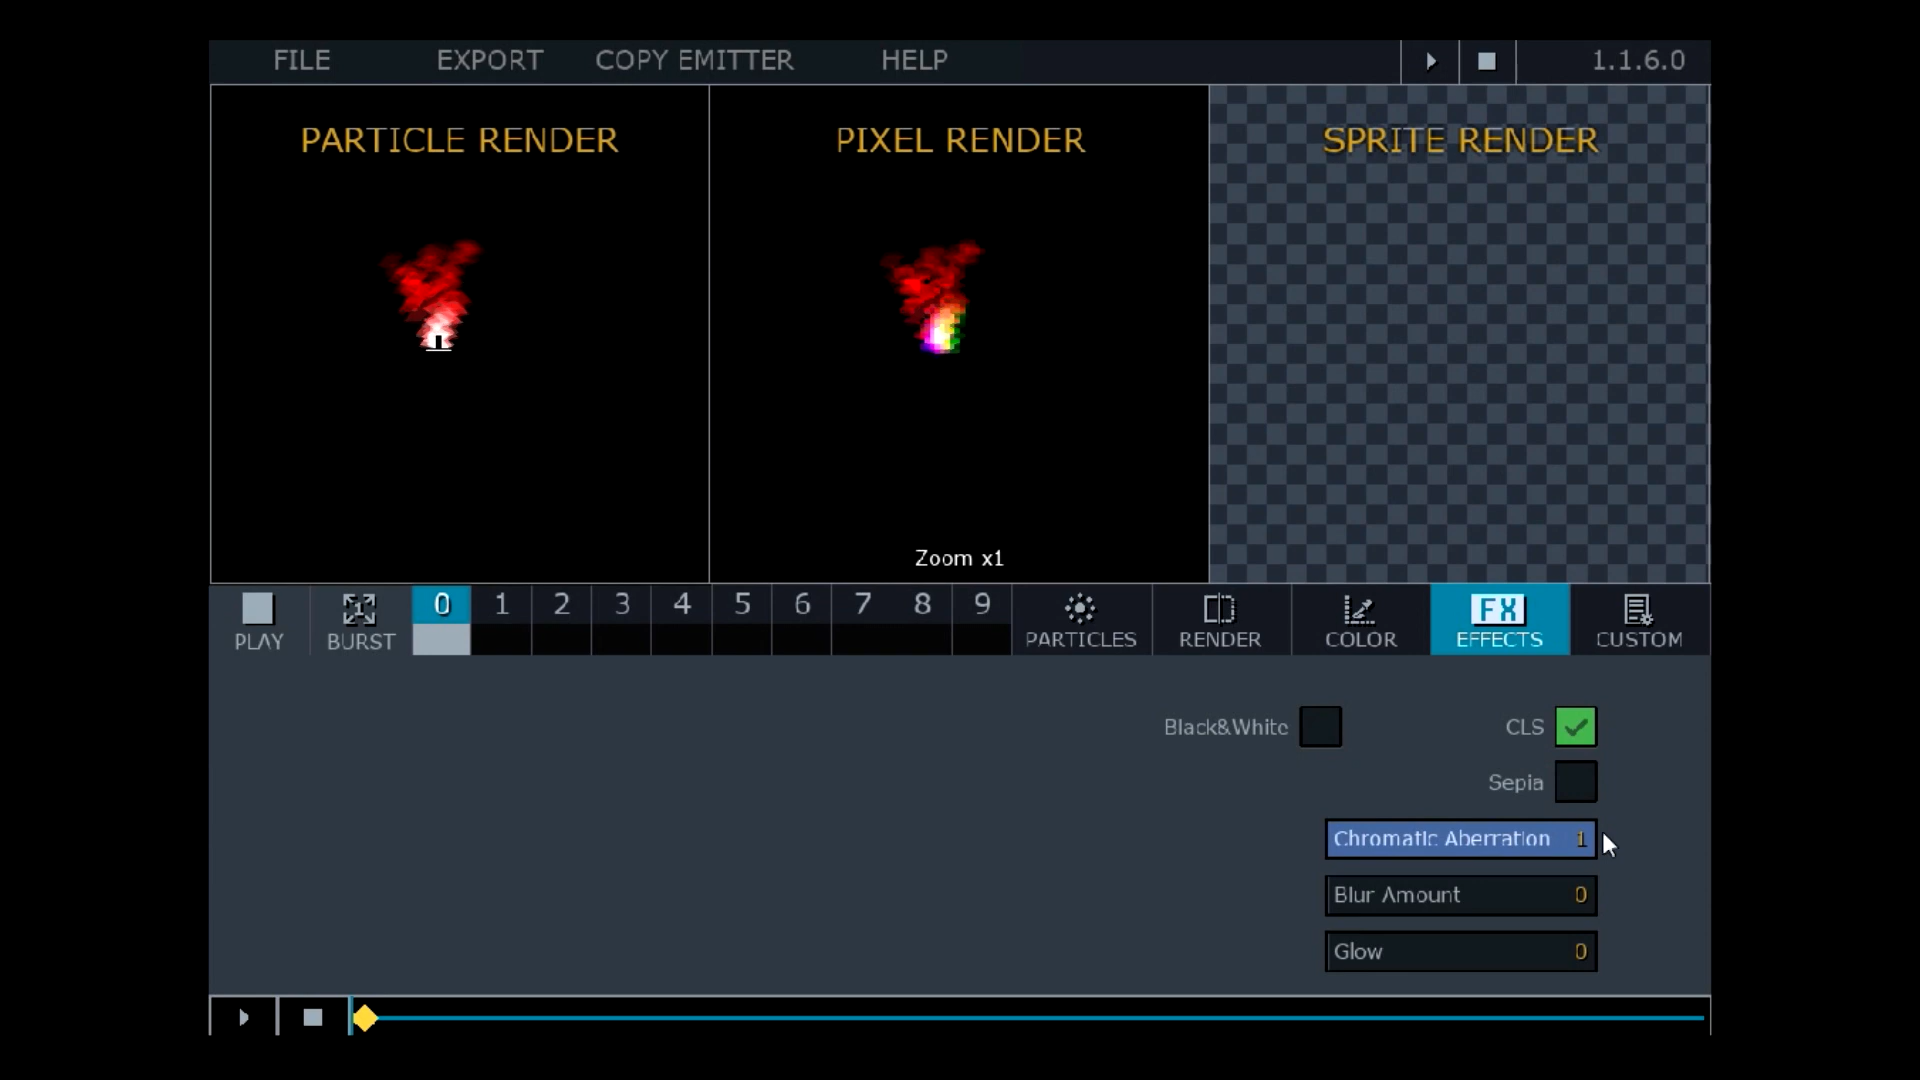 FILE EXPORT COPY EMITTER HELP 1.1.6.0
PARTICLE RENDER PIXEL RENDER SPRITE RENDER
Zoom x1
0 1 2 3 4 5 6 7 8 9 FX
1
PLAY BURST PARTICLES RENDER COLOR EFFECTS CUSTOM
Black&White CLS
Sepia
Chromatic Aberration 1
Blur Amount 0
Glow 0